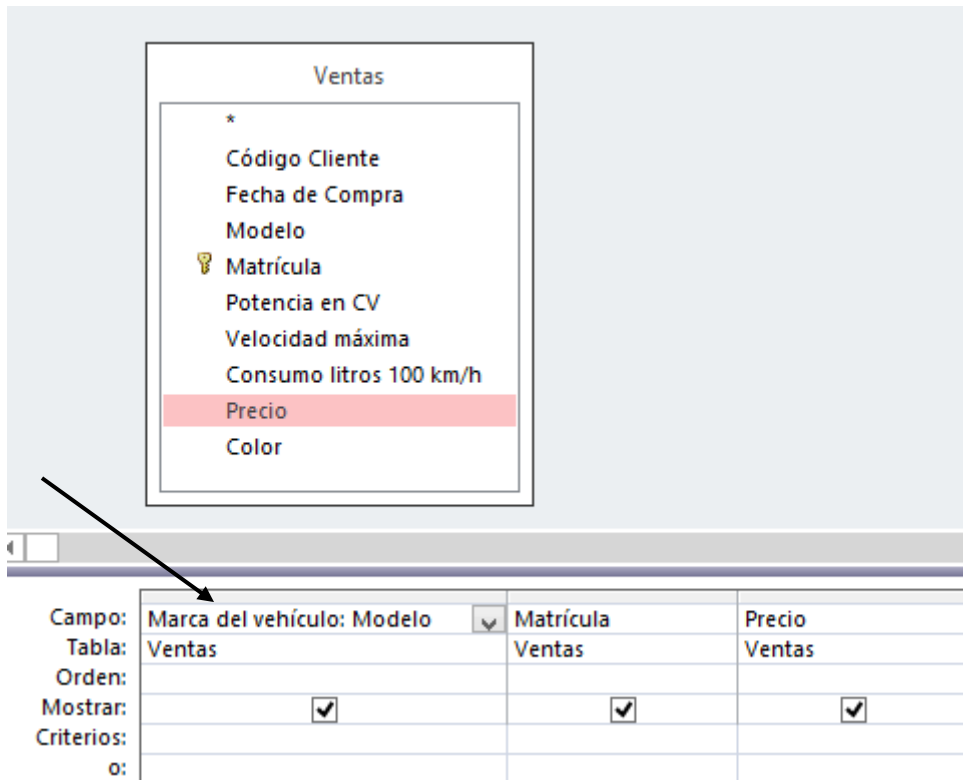 Ventas
*
Código Cliente
Fecha de Compra
Modelo
Matrícula
Potencia en CV
Velocidad máxima
Consumo litros 100 km/h
Precio
Color
Campo: Marca del vehículo: Modelo Matrícula Precio
Tabla: Ventas Ventas Ventas
Orden:
Mostrar:
Criterios:
o: